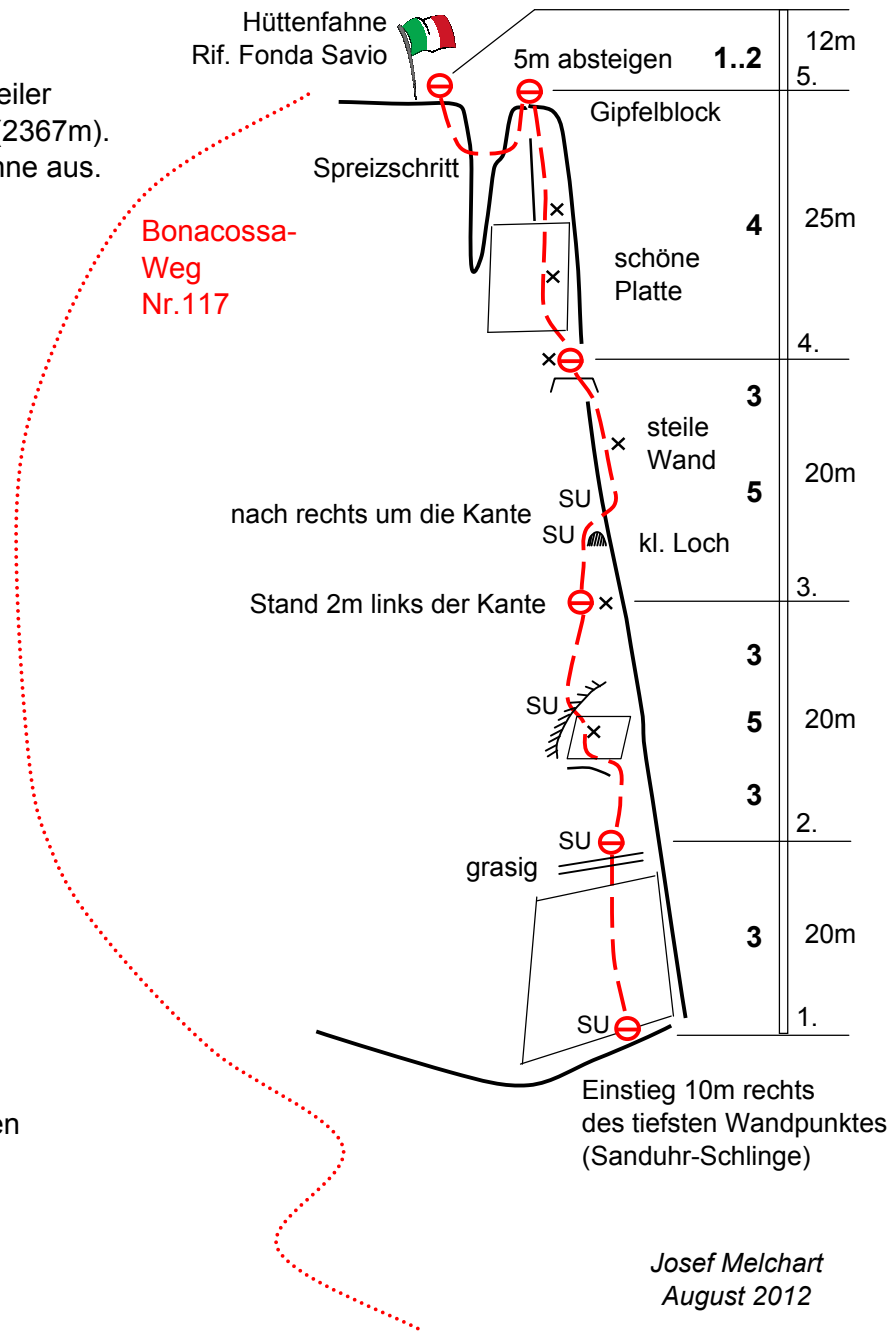 Hüttenfahne
Rif. Fonda Savio
5m absteigen
1..2
12m
5.
eiler
(2367m).
hne aus.
Gipfelblock
Spreizschritt
Bonacossa-
Weg
Nr.117
4
25m
schöne
Platte
4.
3
steile
Wand
20m
5
SU
nach rechts um die Kante
SU
kl. Loch
3.
Stand 2m links der Kante
3
SU
5
20m
3
2.
SU
grasig
3
20m
SU
1.
Einstieg 10m rechts
des tiefsten Wandpunktes
(Sanduhr-Schlinge)
en
Josef Melchart
August 2012